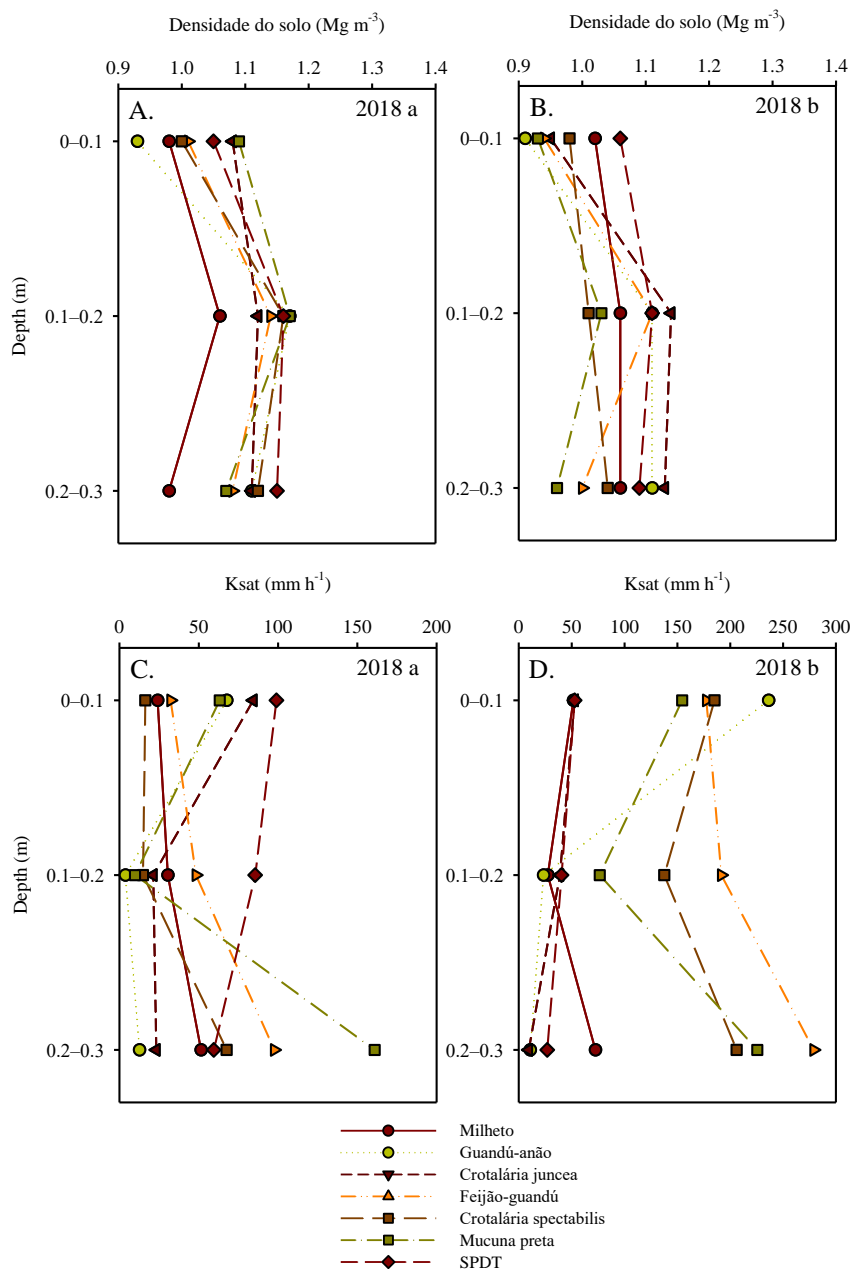 Densidade do solo (Mg m⁻³) Densidade do solo (Mg m⁻³)
0.9 1.0 1.1 1.2 1.3 1.4 0.9 1.0 1.1 1.2 1.3 1.4
A. 2018 a B. 2018 b
0–0.1 0–0.1
Depth (m)
0.1–0.2 0.1–0.2
0.2–0.3 0.2–0.3
Ksat (mm h⁻¹) Ksat (mm h⁻¹)
0 50 100 150 200 0 50 100 150 200 250 300
C. 2018 a D. 2018 b
0–0.1 0–0.1
Depth (m)
0.1–0.2 0.1–0.2
0.2–0.3 0.2–0.3
Milheto
Guandú-anão
Crotalária juncea
Feijão-guandú
Crotalária spectabilis
Mucuna preta
SPDT